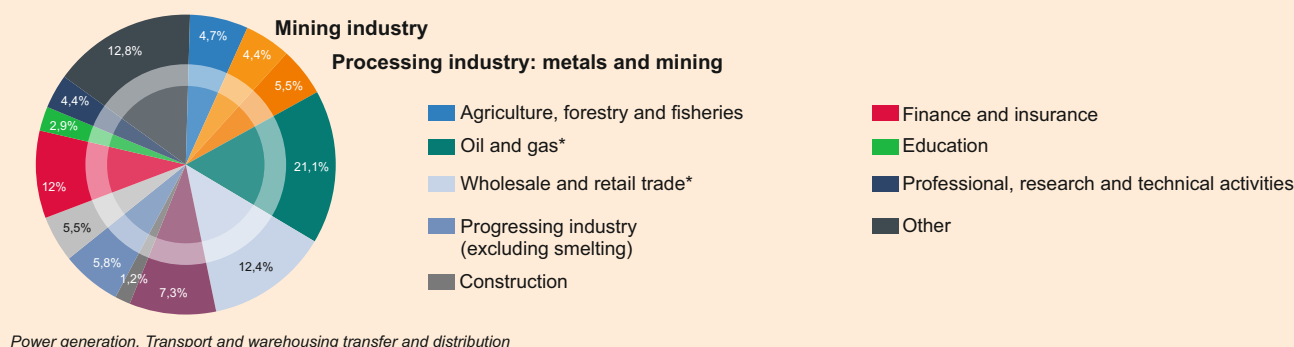 Mining industry
Processing industry: metals and mining
4,7%
4,4%
5,5%
21,1%
12,4%
7,3%
1,2%
5,8%
5,5%
12%
2,9%
4,4%
12,8%
Agriculture, forestry and fisheries
Oil and gas*
Wholesale and retail trade*
Progressing industry
(excluding smelting)
Construction
Finance and insurance
Education
Professional, research and technical activities
Other
Power generation. Transport and warehousing transfer and distribution